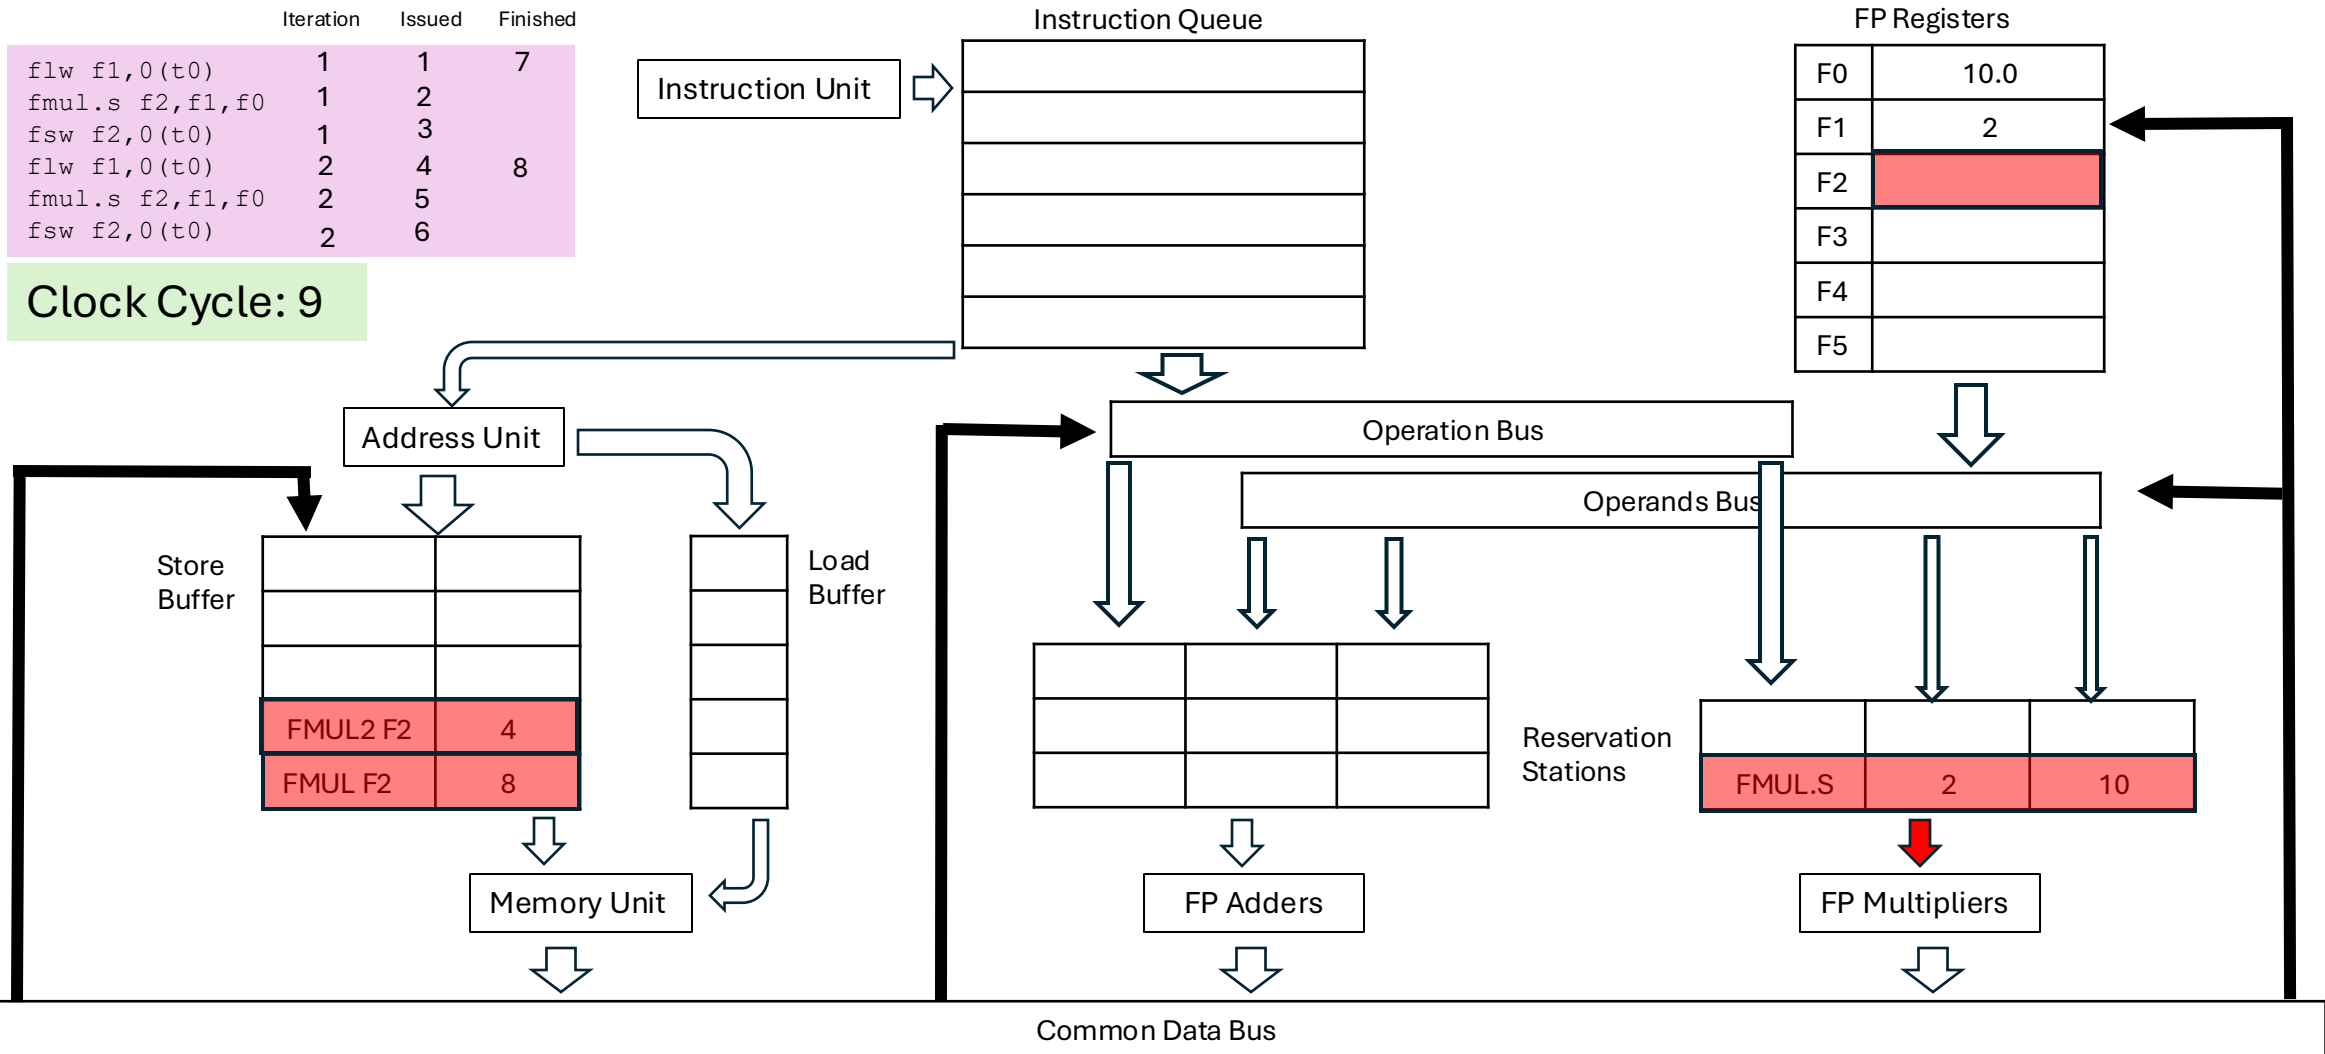 Iteration Issued Finished
flw f1,0(t0) 1 1 7
fmul.s f2,f1,f0 1 2
fsw f2,0(t0) 1 3
flw f1,0(t0) 2 4 8
fmul.s f2,f1,f0 2 5
fsw f2,0(t0) 2 6
Clock Cycle: 9
Instruction Unit
Instruction Queue
FP Registers
F0 10.0
F1 2
F2
F3
F4
F5
Address Unit
Operation Bus
Operands Bus
Store
Buffer
FMUL2 F2 4
FMUL F2 8
Load
Buffer
Reservation
Stations
FMUL.S 2 10
Memory Unit
FP Adders
FP Multipliers
Common Data Bus